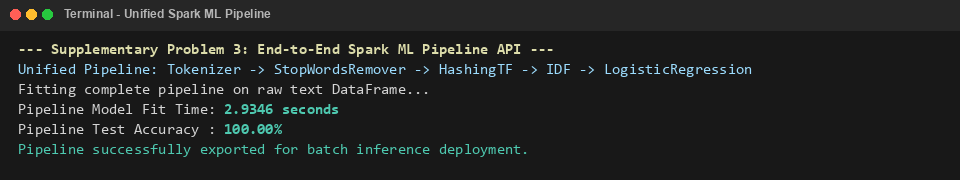 Terminal - Unified Spark ML Pipeline
--- Supplementary Problem 3: End-to-End Spark ML Pipeline API ---
Unified Pipeline: Tokenizer -> StopWordsRemover -> HashingTF -> IDF -> LogisticRegression
Fitting complete pipeline on raw text DataFrame...
Pipeline Model Fit Time: 2.9346 seconds
Pipeline Test Accuracy : 100.00%
Pipeline successfully exported for batch inference deployment.